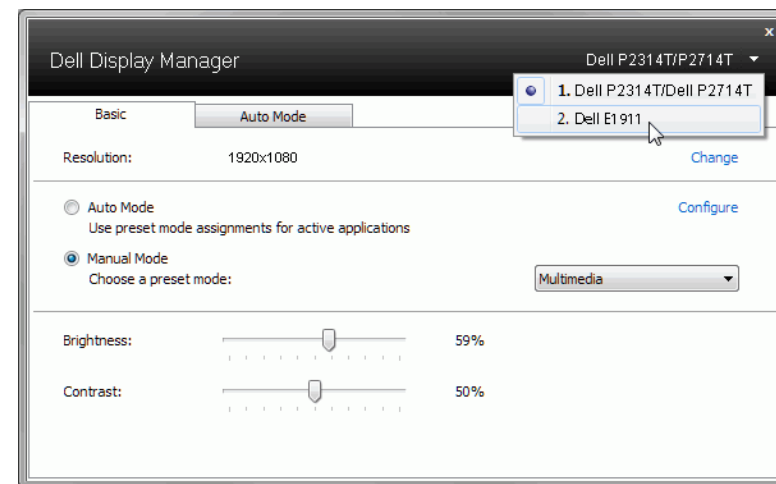 x
Dell Display Manager
Dell P2314T/P2714T
1. Dell P2314T/Dell P2714T
2. Dell E1911
Basic
Auto Mode
Resolution:
1920x1080
Change
Auto Mode
Configure
Use preset mode assignments for active applications
Manual Mode
Choose a preset mode:
Multimedia
Brightness:
59%
Contrast:
50%